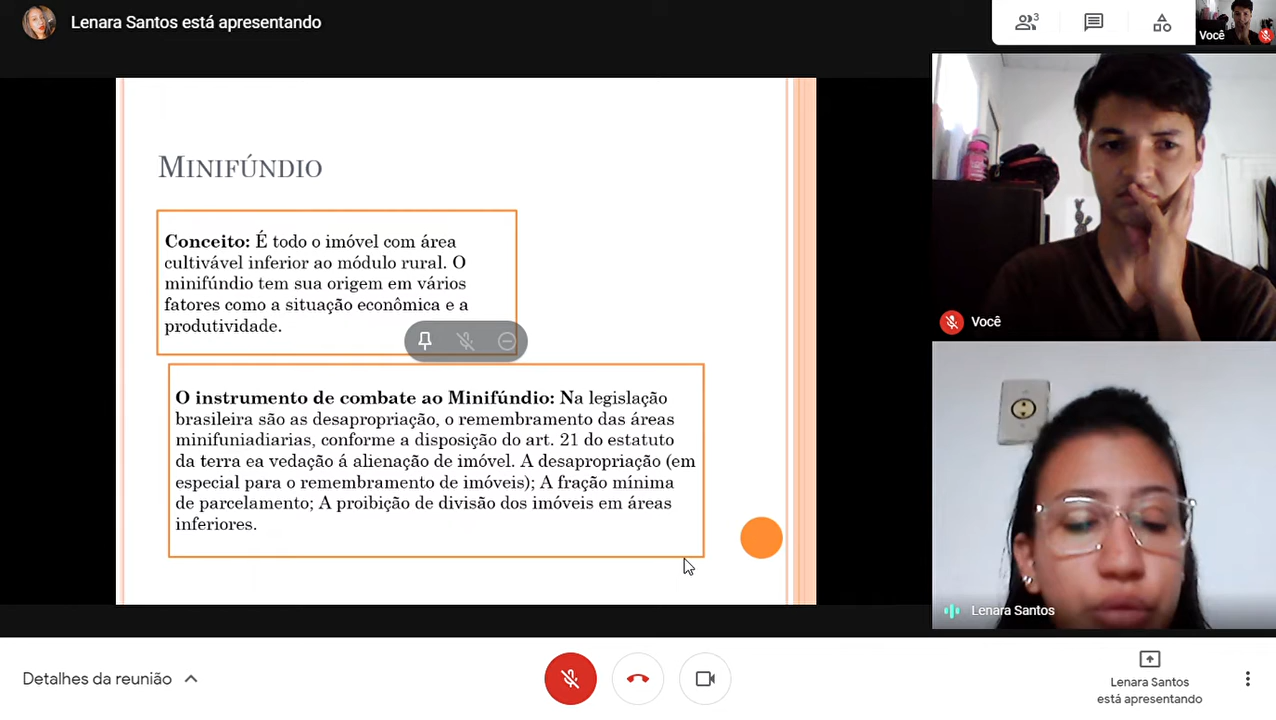 Lenara Santos está apresentando
3
Você
MINIFÚNDIO
Conceito: É todo o imóvel com área
cultivável inferior ao módulo rural. O
minifúndio tem sua origem em vários
fatores como a situação econômica e a
produtividade.
O instrumento de combate ao Minifúndio: Na legislação
brasileira são as desapropriação, o remembramento das áreas
minifuniadiarias, conforme a disposição do art. 21 do estatuto
da terra ea vedação á alienação de imóvel. A desapropriação (em
especial para o remembramento de imóveis); A fração mínima
de parcelamento; A proibição de divisão dos imóveis em áreas
inferiores.
Você
Lenara Santos
Detalhes da reunião
Lenara Santos
está apresentando